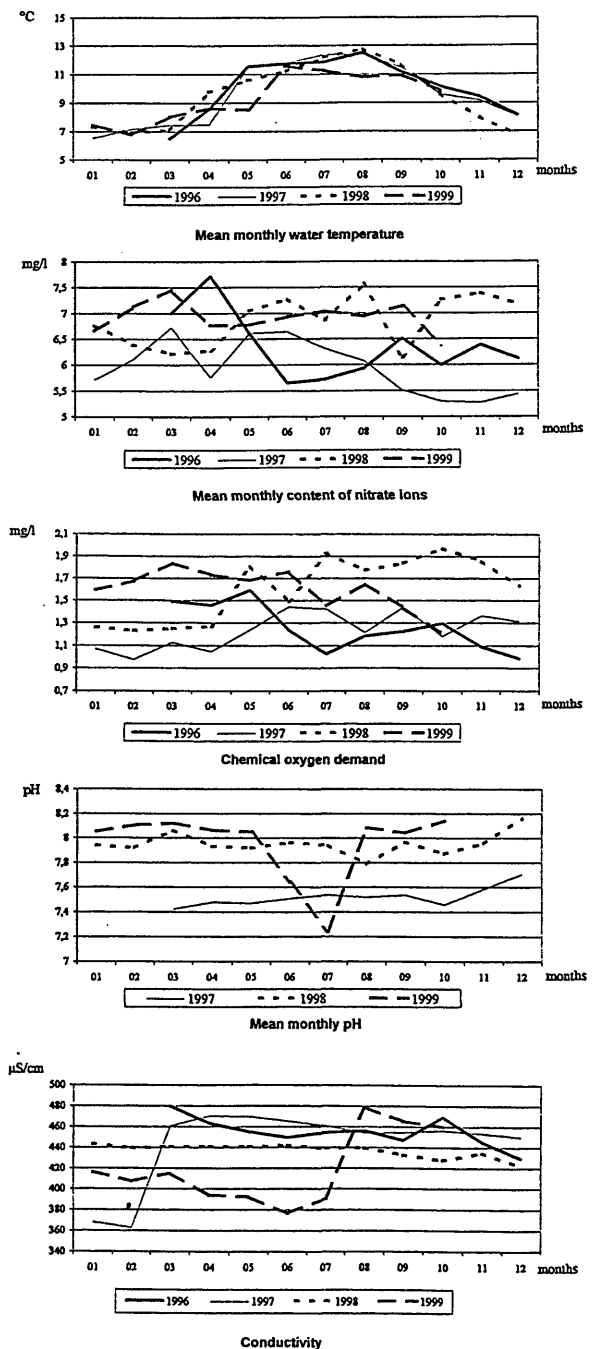 °C
15
13
11
9
7
5
01 02 03 04 05 06 07 08 09 10 11 12 months
1996 1997 1998 1999
Mean monthly water temperature
mg/l
8
7,5
7
6,5
6
5,5
5
01 02 03 04 05 06 07 08 09 10 11 12 months
1996 1997 1998 1999
Mean monthly content of nitrate ions
mg/l
2,1
1,9
1,7
1,5
1,3
1,1
0,9
0,7
01 02 03 04 05 06 07 08 09 10 11 12 months
1996 1997 1998 1999
Chemical oxygen demand
pH
8,4
8,2
8
7,8
7,6
7,4
7,2
7
01 02 03 04 05 06 07 08 09 10 11 12 months
1997 1998 1999
Mean monthly pH
µS/cm
500
480
460
440
420
400
380
360
340
01 02 03 04 05 06 07 08 09 10 11 12 months
1996 1997 1998 1999
Conductivity